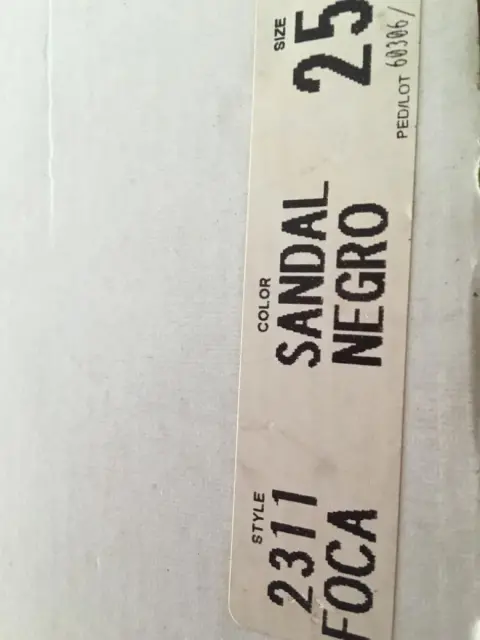 STYLE
2311
FOCA
COLOR
SANDAL
NEGRO
SIZE
25
PED/LOT 60306/